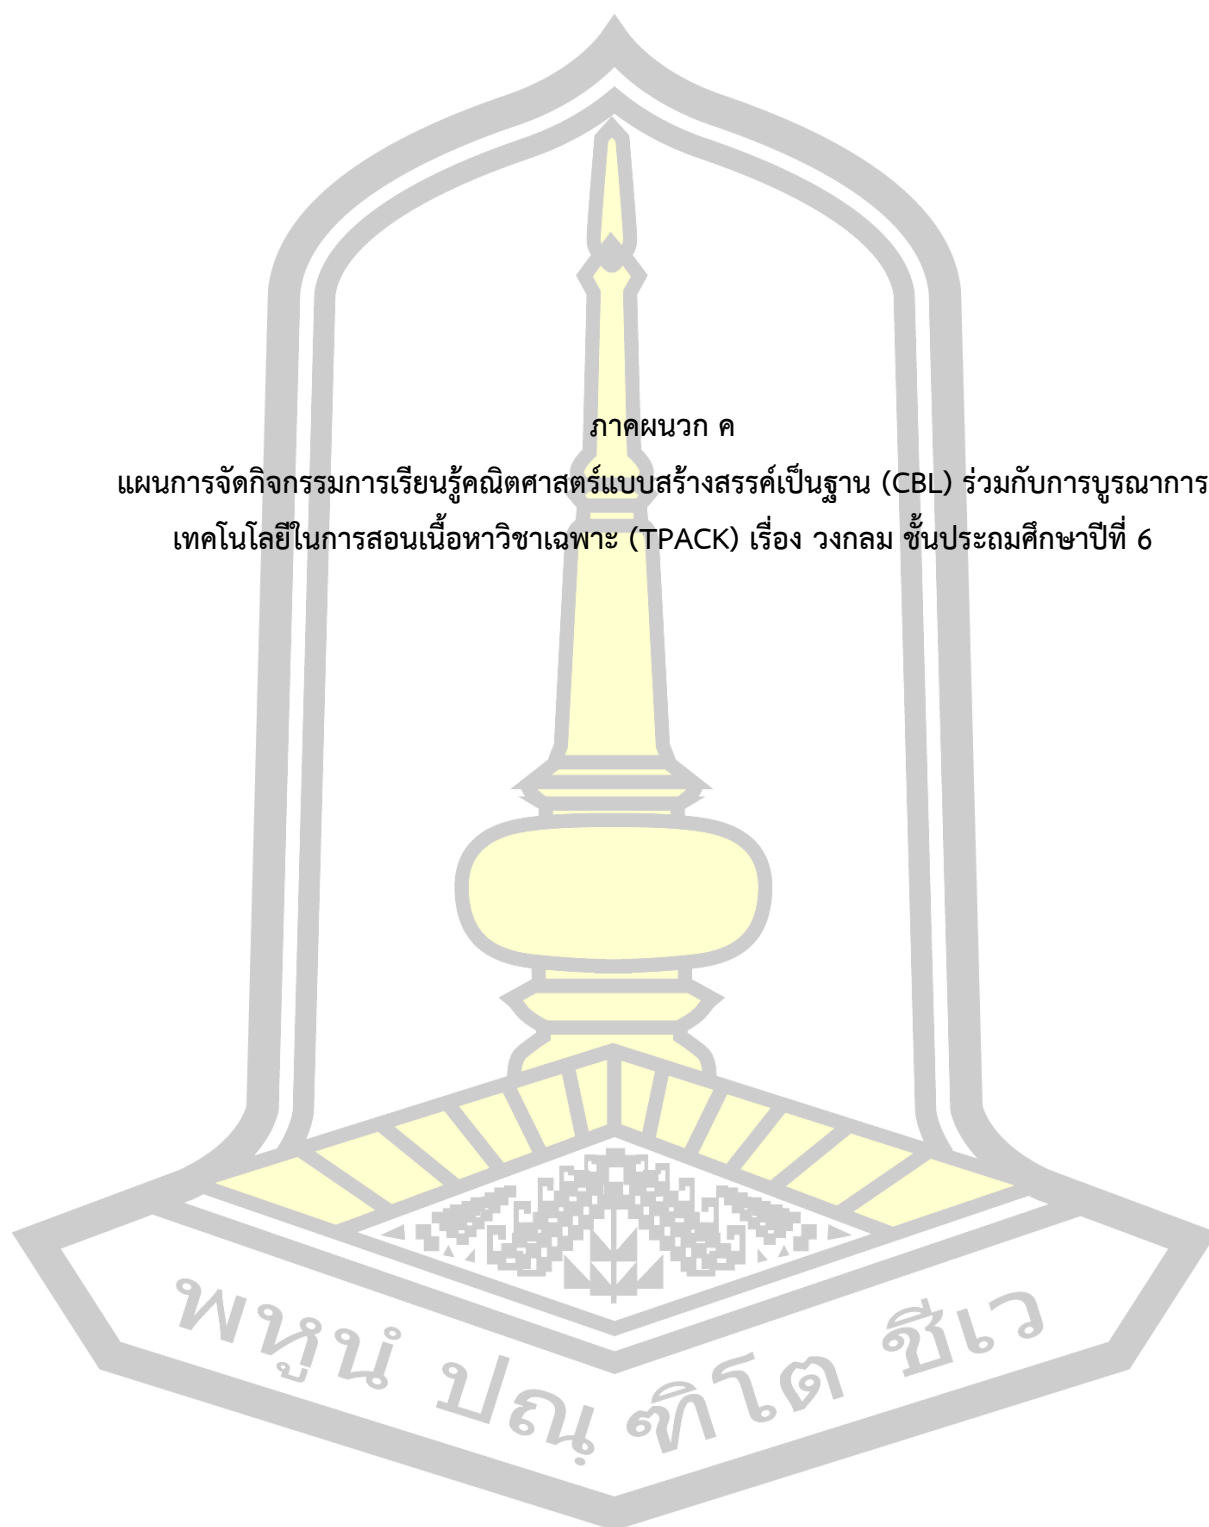 ภาคผนวก ค
แผนการจัดกิจกรรมการเรียนรู้คณิตศาสตร์แบบสร้างสรรค์เป็นฐาน (CBL) ร่วมกับการบูรณาการ
เทคโนโลยีในการสอนเนื้อหาวิชาเฉพาะ (TPACK) เรื่อง วงกลม ชั้นประถมศึกษาปีที่ 6
พหูนํ ปณฺฑิโต ชีเว